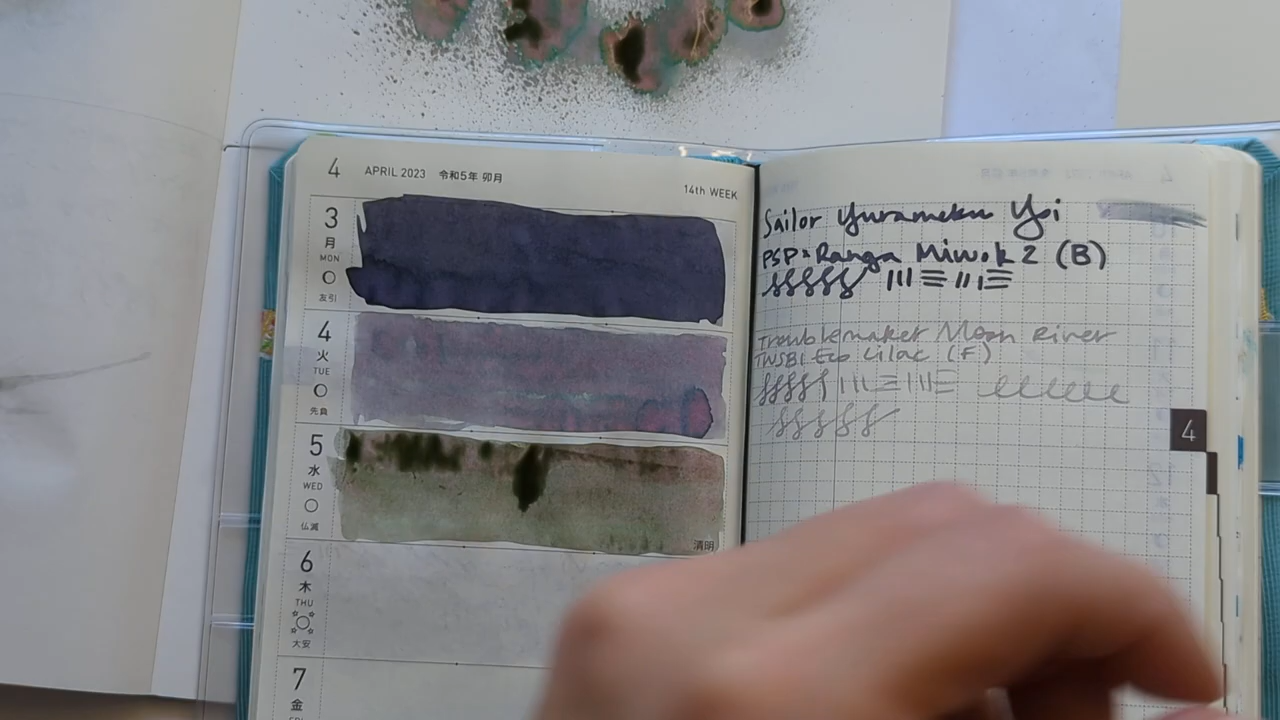 4 APRIL 2023 令和5年 卯月
14th WEEK
3
月
MON
友引
4
火
TUE
先負
5
水
WED
仏滅
清明
6
木
THU
大安
7
金
Sailor Yurameku Yoi
PSP × Ranga Miwok 2 (B)
Troublemaker Moon River
TWSBI Eco Lilac (F)
4